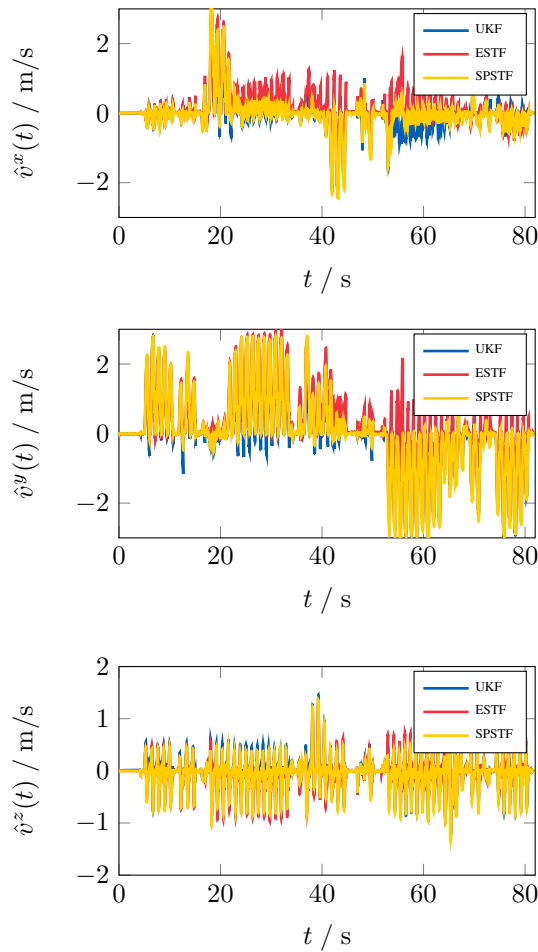 2
0
−2
0
20
40
60
80
v̂ˣ(t) / m/s
t / s
UKF
ESTF
SPSTF
2
0
−2
0
20
40
60
80
v̂ʸ(t) / m/s
t / s
UKF
ESTF
SPSTF
2
1
0
−1
−2
0
20
40
60
80
v̂ᶻ(t) / m/s
t / s
UKF
ESTF
SPSTF